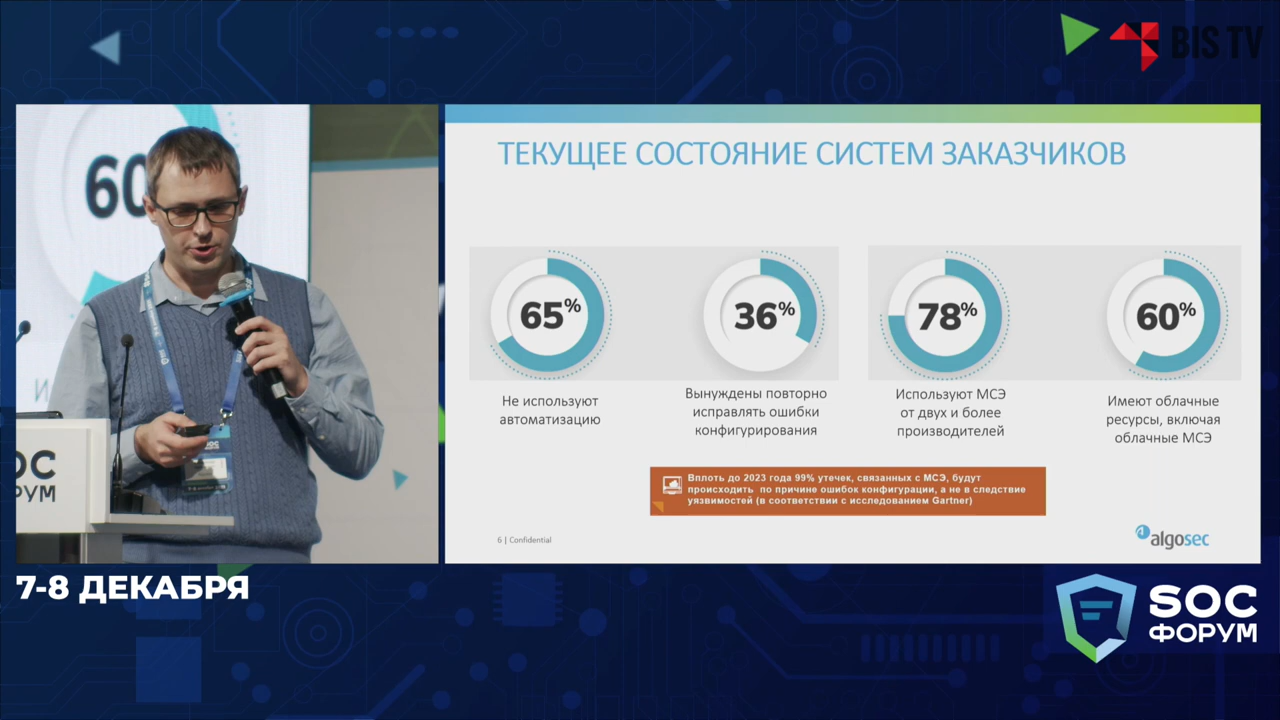 BIS TV
60
SOC
ФОРУМ
ТЕКУЩЕЕ СОСТОЯНИЕ СИСТЕМ ЗАКАЗЧИКОВ
65%
Не используют
автоматизацию
36%
Вынуждены повторно
исправлять ошибки
конфигурирования
78%
Используют МСЭ
от двух и более
производителей
60%
Имеют облачные
ресурсы, включая
облачные МСЭ
Вплоть до 2023 года 99% утечек, связанных с МСЭ, будут
происходить по причине ошибок конфигурации, а не в следствие
уязвимостей (в соответствии с исследованием Gartner)
6 | Confidential
algosec
7-8 ДЕКАБРЯ
SOC
ФОРУМ